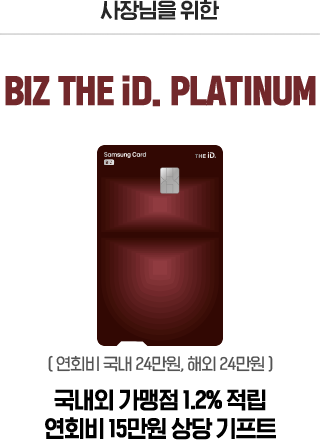 사장님을 위한
BIZ THE iD. PLATINUM
Samsung Card
THE iD.
BIZ
( 연회비 국내 24만원, 해외 24만원 )
국내외 가맹점 1.2% 적립
연회비 15만원 상당 기프트